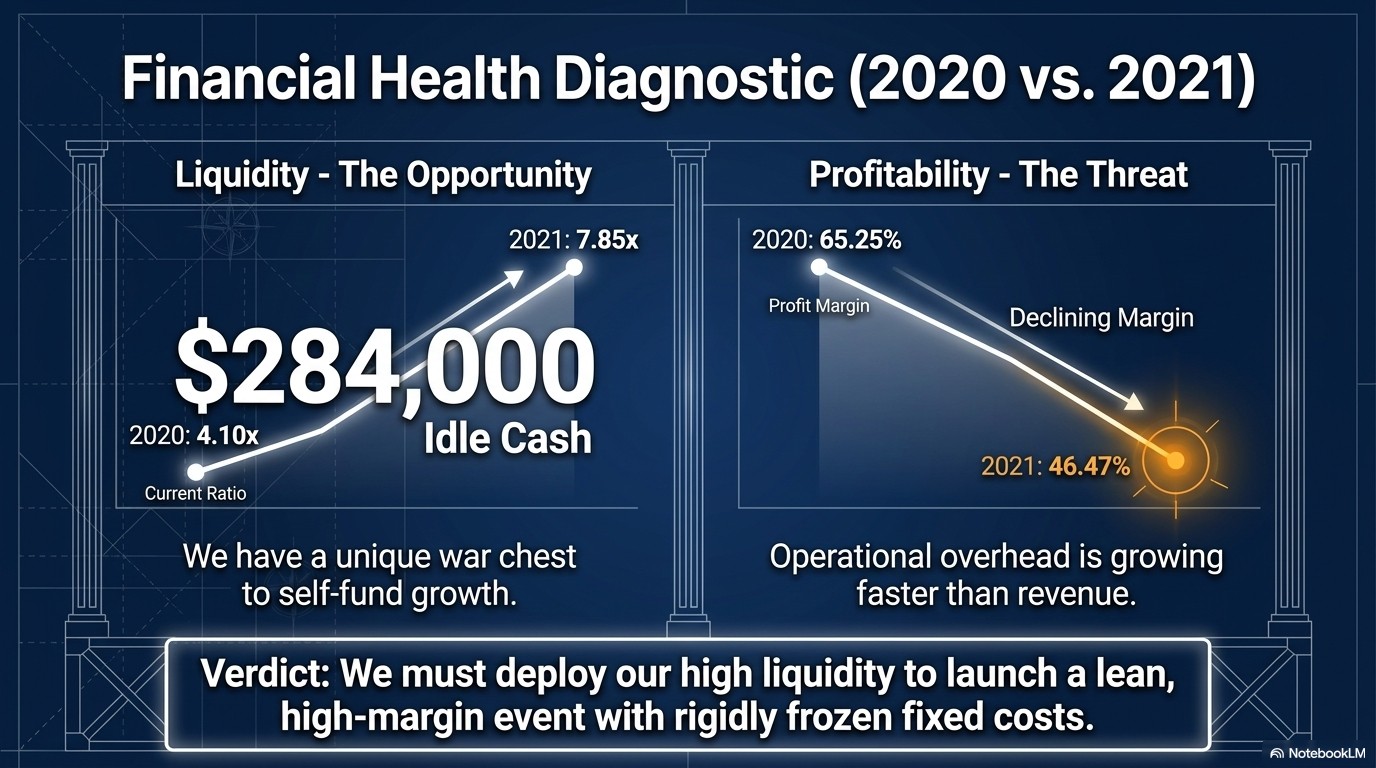 Financial Health Diagnostic (2020 vs. 2021)
Liquidity - The Opportunity
2021: 7.85x
$284,000
Idle Cash
2020: 4.10x
Current Ratio
We have a unique war chest
to self-fund growth.
Profitability - The Threat
2020: 65.25%
Profit Margin
Declining Margin
2021: 46.47%
Operational overhead is growing
faster than revenue.
Verdict: We must deploy our high liquidity to launch a lean,
high-margin event with rigidly frozen fixed costs.
NotebookLM